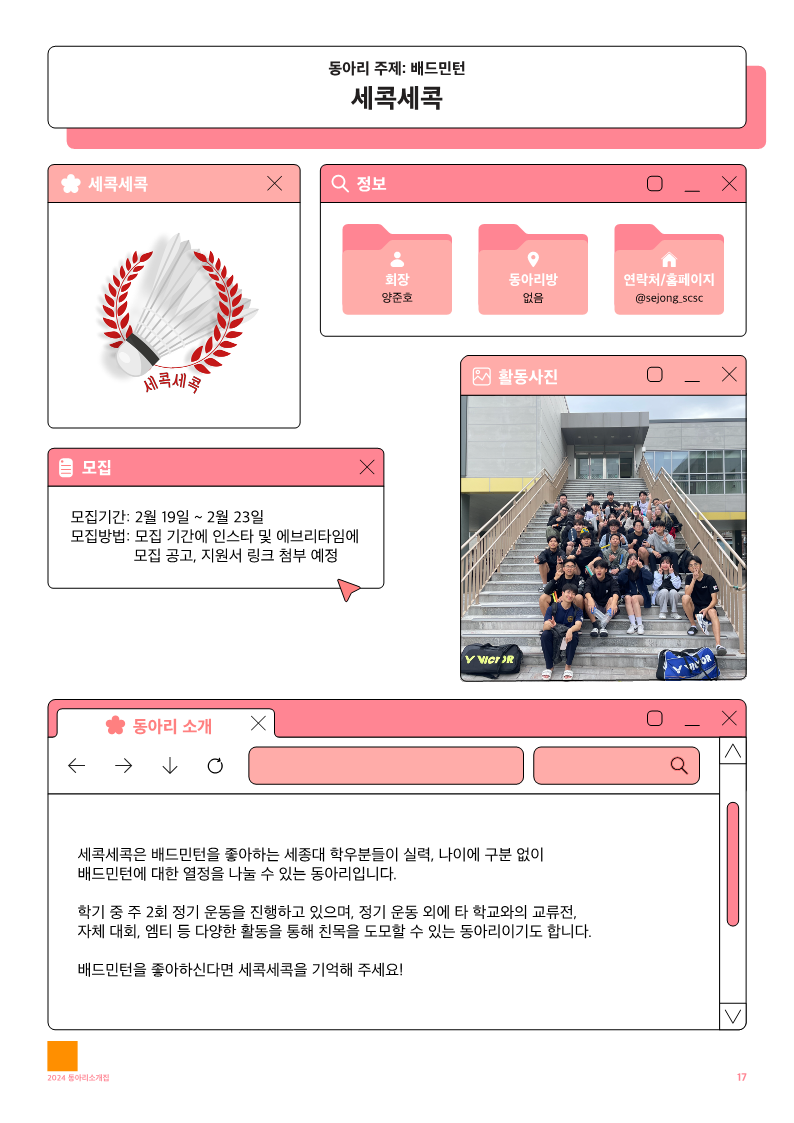 동아리 주제: 배드민턴
세콕세콕
세콕세콕
세콕세콕
정보
회장
양준호
동아리방
없음
연락처/홈페이지
@sejong_scsc
활동사진
VICTOR
VICTOR
모집
모집기간: 2월 19일 ~ 2월 23일
모집방법: 모집 기간에 인스타 및 에브리타임에
모집 공고, 지원서 링크 첨부 예정
동아리 소개
세콕세콕은 배드민턴을 좋아하는 세종대 학우분들이 실력, 나이에 구분 없이
배드민턴에 대한 열정을 나눌 수 있는 동아리입니다.
학기 중 주 2회 정기 운동을 진행하고 있으며, 정기 운동 외에 타 학교와의 교류전,
자체 대회, 엠티 등 다양한 활동을 통해 친목을 도모할 수 있는 동아리이기도 합니다.
배드민턴을 좋아하신다면 세콕세콕을 기억해 주세요!
2024 동아리소개집
17